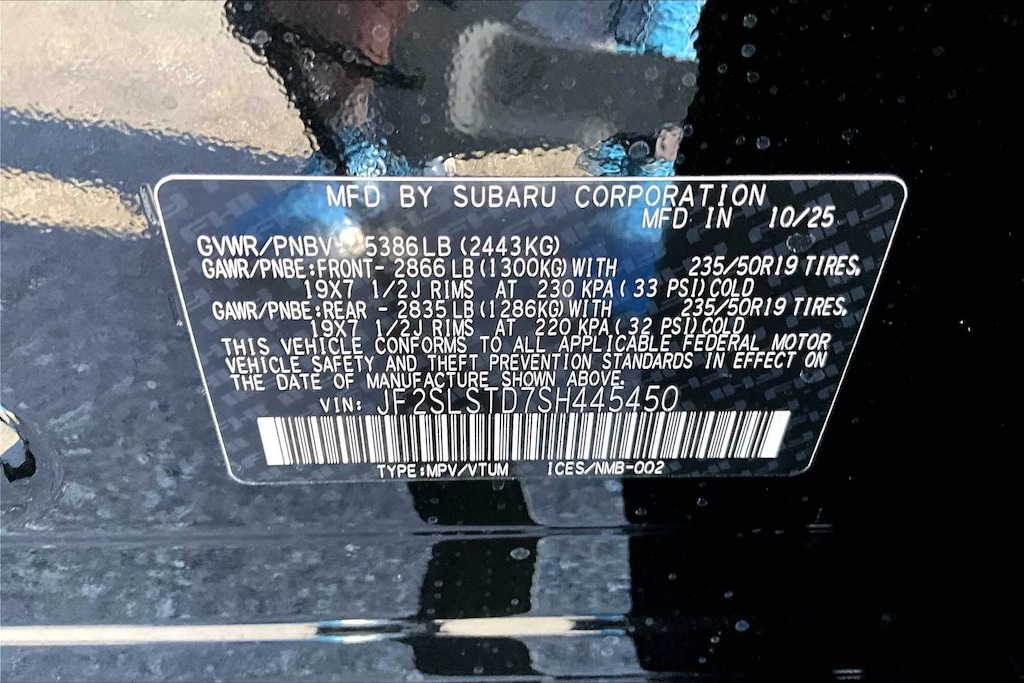 MFD BY SUBARU CORPORATION
MFD IN 10/25
GVWR/PNBV: 5386LB (2443KG)
GAWR/PNBE:FRONT- 2866 LB (1300KG) WITH 235/50R19 TIRES,
19X7 1/2J RIMS AT 230 KPA ( 33 PSI) COLD
GAWR/PNBE:REAR - 2835 LB (1286KG) WITH 235/50R19 TIRES,
19X7 1/2J RIMS AT 220 KPA ( 32 PSI) COLD
THIS VEHICLE CONFORMS TO ALL APPLICABLE FEDERAL MOTOR
VEHICLE SAFETY AND THEFT PREVENTION STANDARDS IN EFFECT ON
THE DATE OF MANUFACTURE SHOWN ABOVE.
VIN: JF2SLSTD7SH445450
TYPE:MPV/VTUM ICES/NMB-002